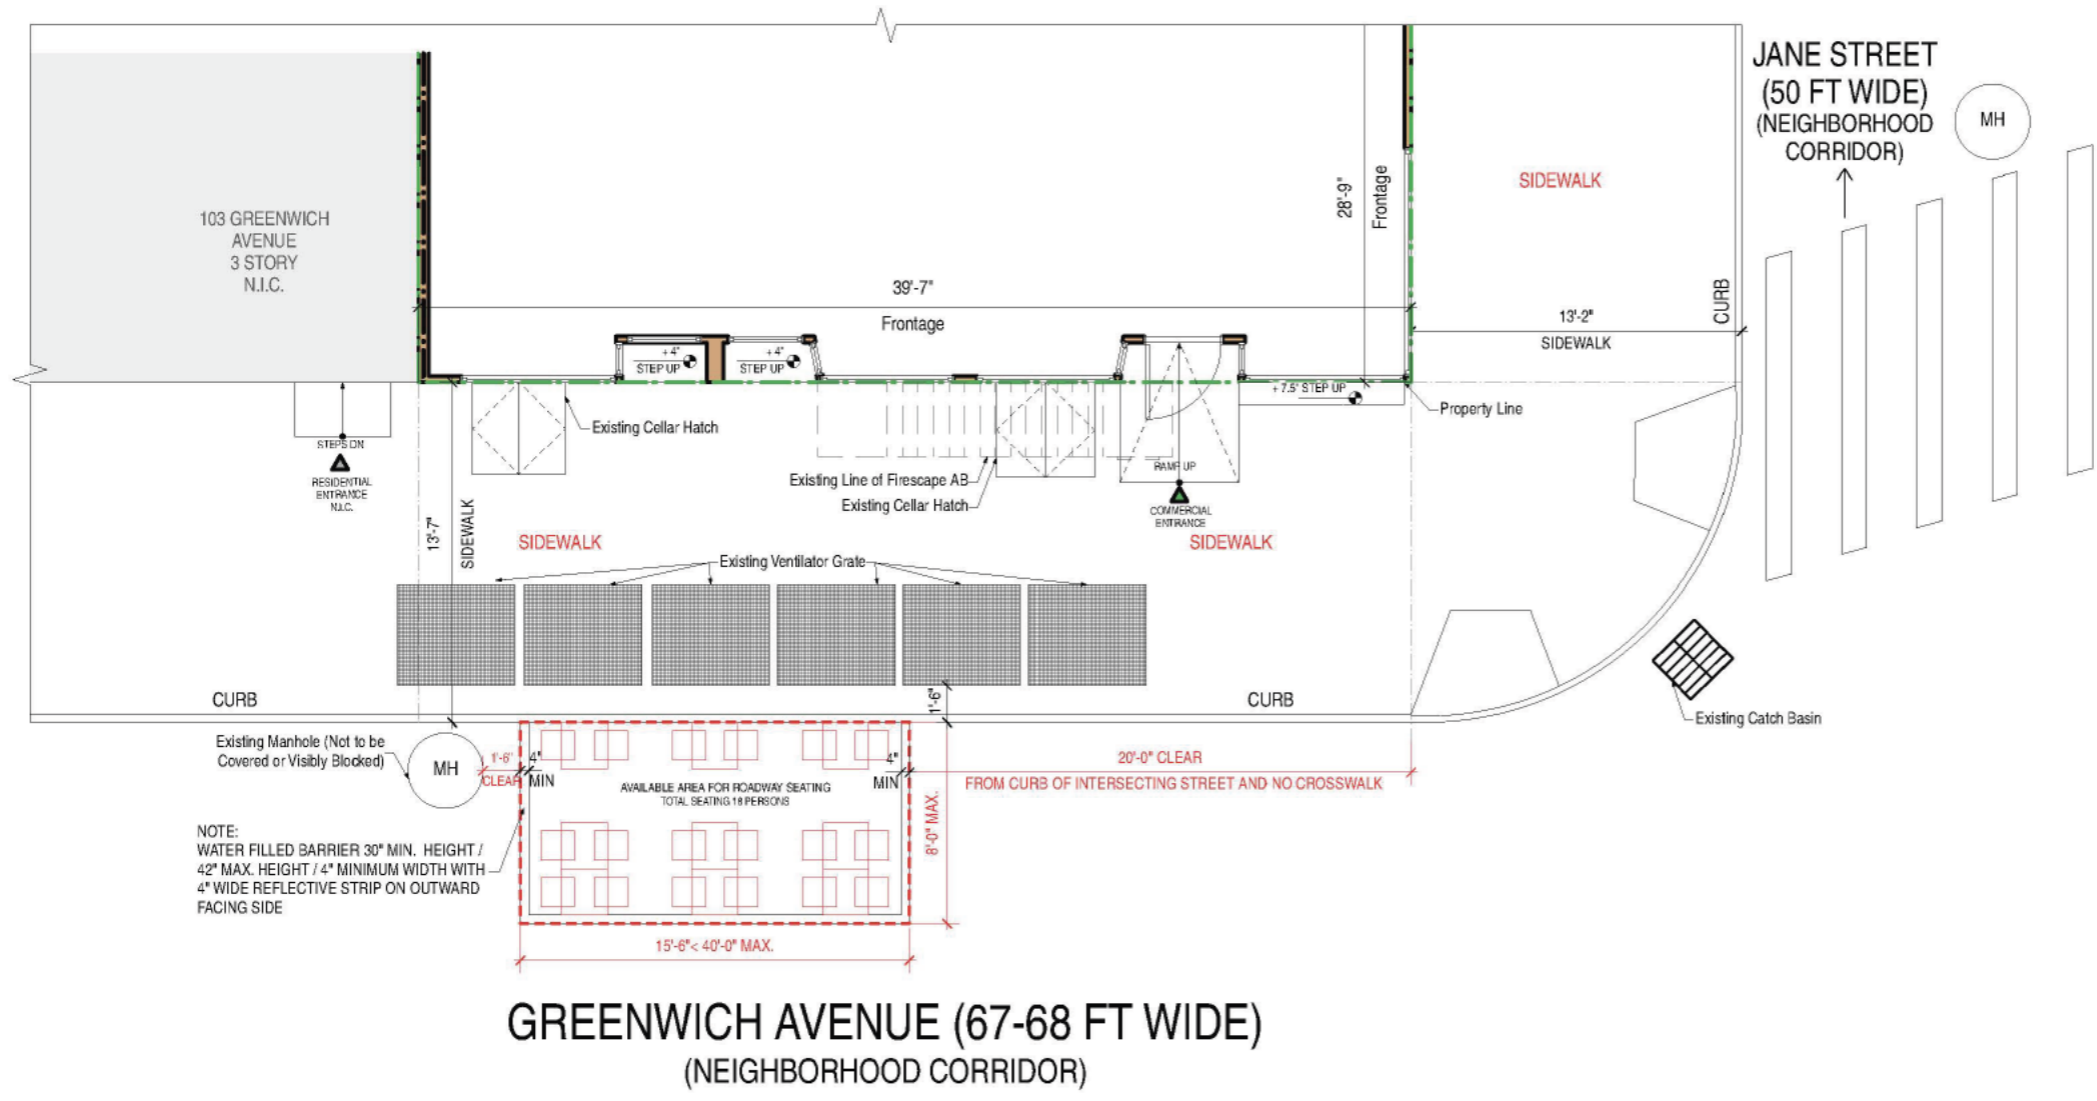 JANE STREET
(50 FT WIDE)
(NEIGHBORHOOD
CORRIDOR)
MH
SIDEWALK
103 GREENWICH
AVENUE
3 STORY
N.I.C.
28'-9"
Frontage
39'-7"
Frontage
CURB
13'-2"
SIDEWALK
+4"
STEP UP
+4"
STEP UP
+7.5" STEP UP
Property Line
Existing Cellar Hatch
STEPS DN
RESIDENTIAL
ENTRANCE
N.I.C.
Existing Line of Firescape AB
Existing Cellar Hatch
RAMP UP
COMMERCIAL
ENTRANCE
13'-7"
SIDEWALK
SIDEWALK
SIDEWALK
Existing Ventilator Grate
CURB
1'-6"
CURB
Existing Catch Basin
Existing Manhole (Not to be
Covered or Visibly Blocked)
MH
1'-6"
CLEAR
4"
MIN
AVAILABLE AREA FOR ROADWAY SEATING
TOTAL SEATING 18 PERSONS
4"
MIN
20'-0" CLEAR
FROM CURB OF INTERSECTING STREET AND NO CROSSWALK
8'-0" MAX.
NOTE:
WATER FILLED BARRIER 30" MIN. HEIGHT /
42" MAX. HEIGHT / 4" MINIMUM WIDTH WITH
4" WIDE REFLECTIVE STRIP ON OUTWARD
FACING SIDE
15'-6"< 40'-0" MAX.
GREENWICH AVENUE (67-68 FT WIDE)
(NEIGHBORHOOD CORRIDOR)